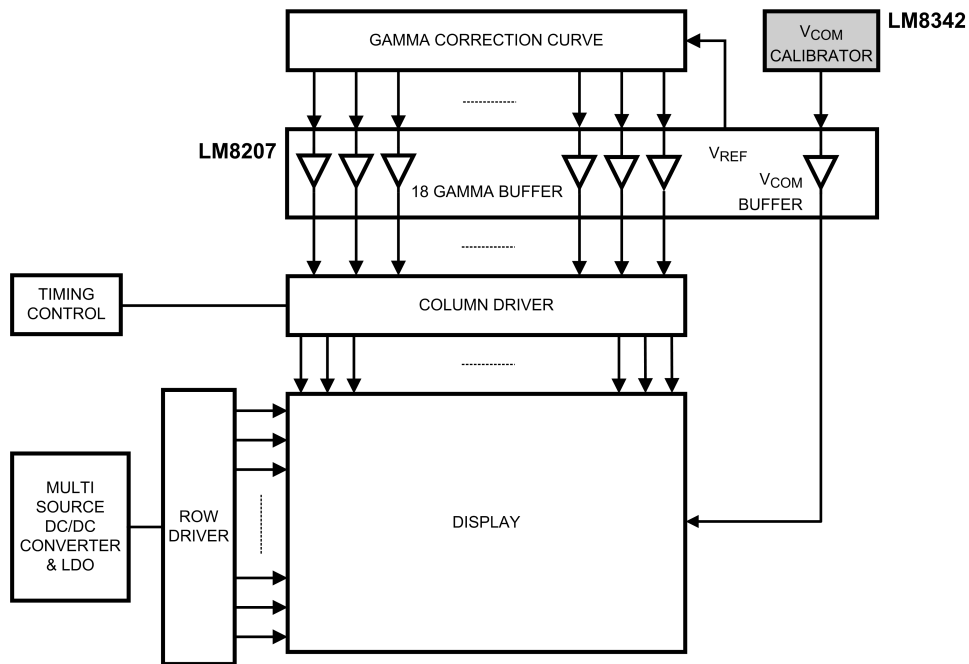 GAMMA CORRECTION CURVE
VCOM
CALIBRATOR
LM8342
LM8207
VREF
18 GAMMA BUFFER
VCOM
BUFFER
TIMING
CONTROL
COLUMN DRIVER
MULTI
SOURCE
DC/DC
CONVERTER
& LDO
ROW
DRIVER
DISPLAY